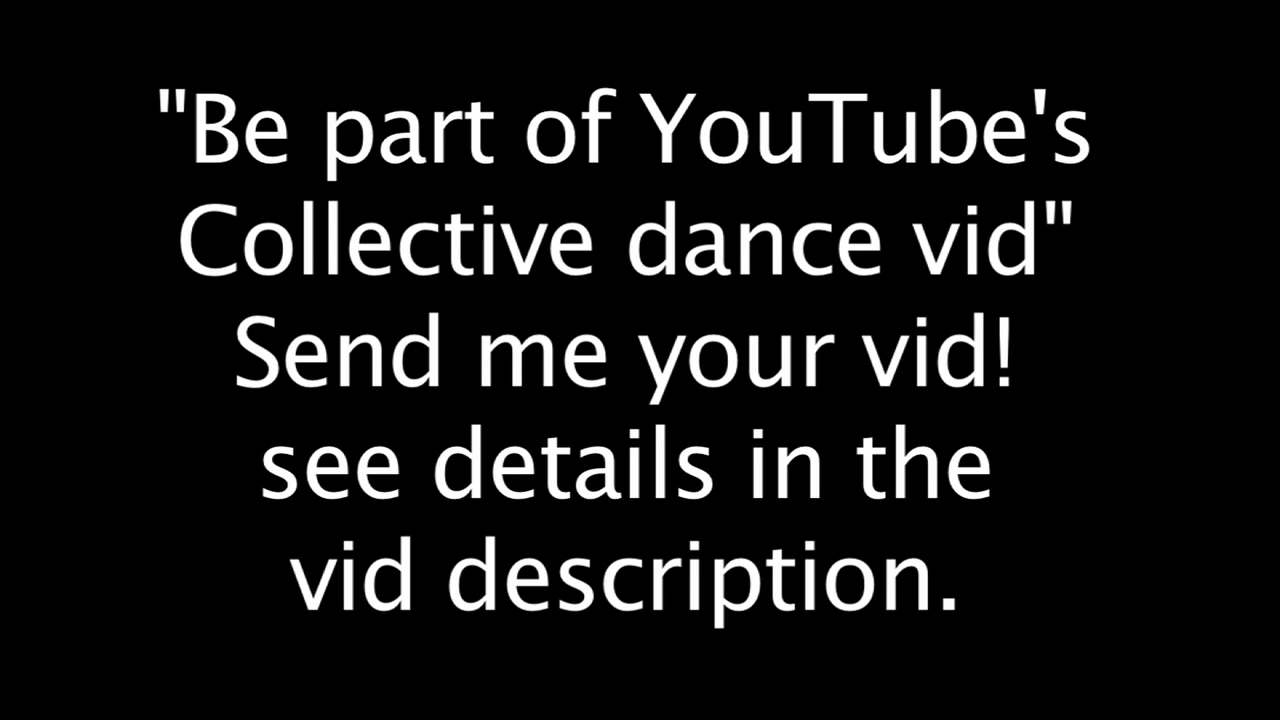 "Be part of YouTube's
Collective dance vid"
Send me your vid!
see details in the
vid description.